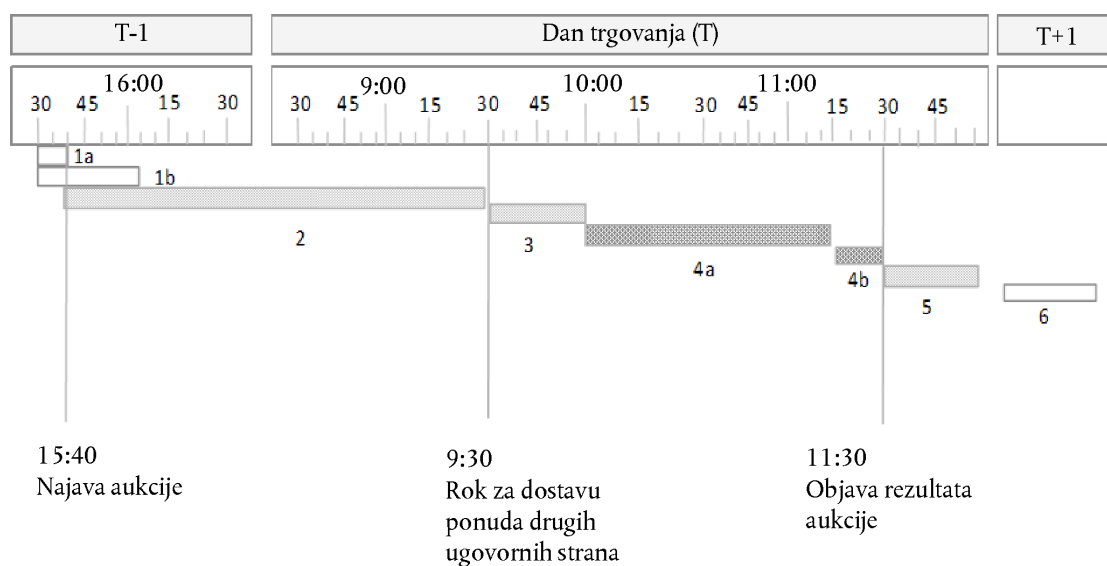 T-1
Dan trgovanja (T)
T+1
16:00
9:00
10:00
11:00
30 45 15 30
30 45 15 30 45 15 30 45 15 30 45
1a
1b
2
3
4a
4b
5
6
15:40
Najava aukcije
9:30
Rok za dostavu
ponuda drugih
ugovornih strana
11:30
Objava rezultata
aukcije